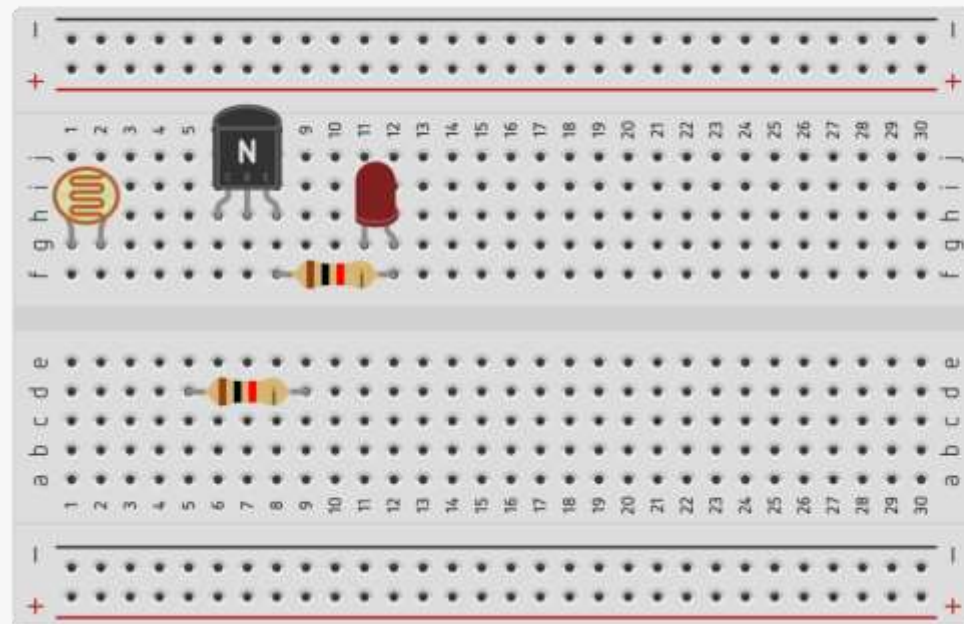 − −
+ +
1 2 3 4 5 9 10 11 12 13 14 15 16 17 18 19 20 21 22 23 24 25 26 27 28 29 30
j N j
i i
h h
g g
f f
e e
d d
c c
b b
a a
1 2 3 4 5 6 7 8 9 10 11 12 13 14 15 16 17 18 19 20 21 22 23 24 25 26 27 28 29 30
− −
+ +